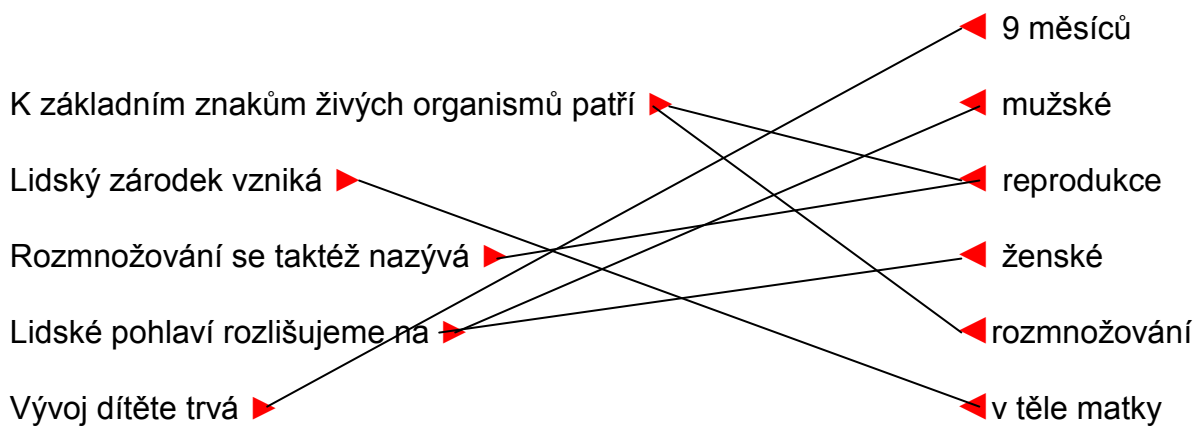 9 měsíců
K základním znakům živých organismů patří
mužské
Lidský zárodek vzniká
reprodukce
Rozmnožování se taktéž nazývá
ženské
Lidské pohlaví rozlišujeme na
rozmnožování
Vývoj dítěte trvá
v těle matky